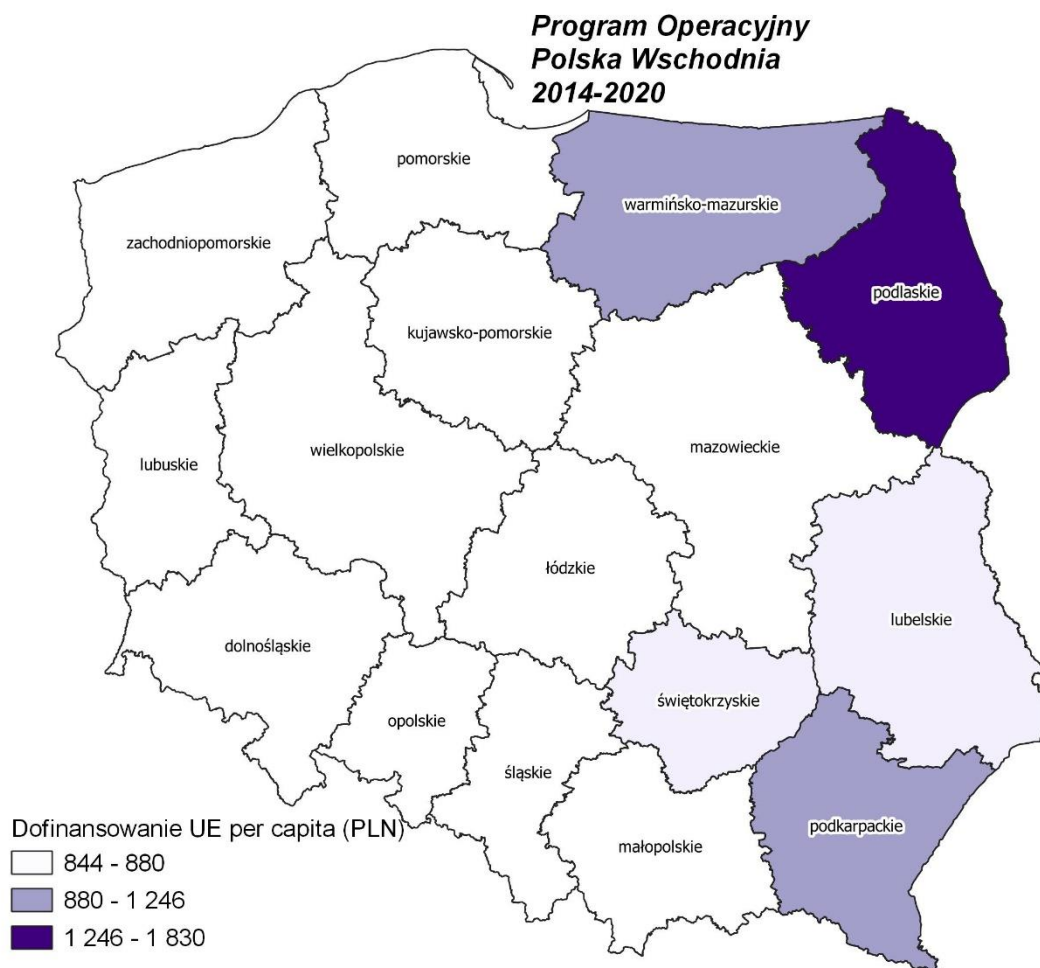 Program Operacyjny
Polska Wschodnia
2014-2020
pomorskie
warmińsko-mazurskie
zachodniopomorskie
podlaskie
kujawsko-pomorskie
mazowieckie
wielkopolskie
lubuskie
łódzkie
lubelskie
dolnośląskie
świętokrzyskie
opolskie
śląskie
podkarpackie
małopolskie
Dofinansowanie UE per capita (PLN)
844 - 880
880 - 1 246
1 246 - 1 830